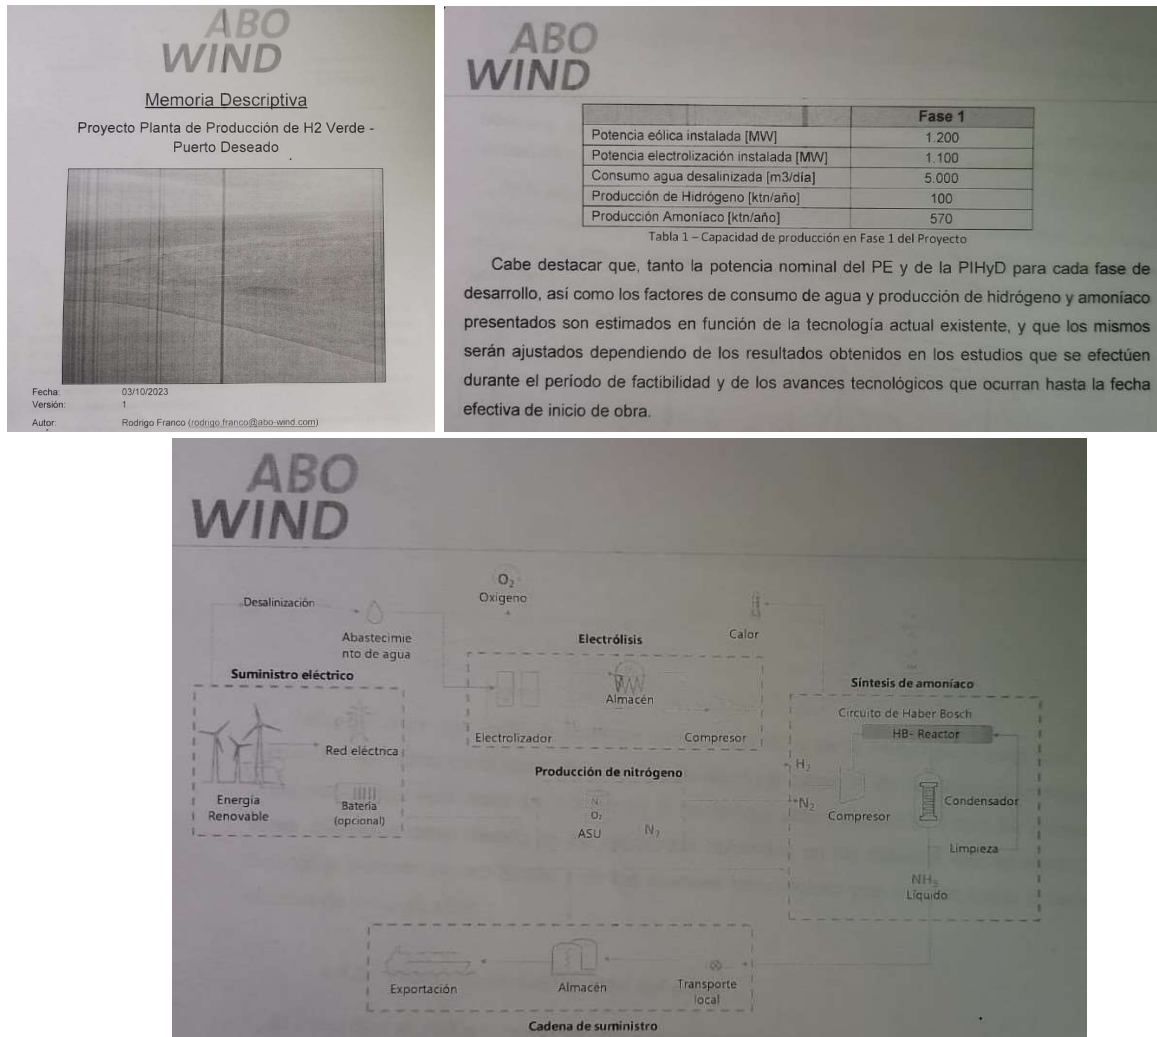 ABO
WIND
Memoria Descriptiva
Proyecto Planta de Producción de H2 Verde -
Puerto Deseado
Fecha: 03/10/2023
Versión: 1
Autor: Rodrigo Franco (rodrigo.franco@abo-wind.com)
ABO
WIND
Fase 1
Potencia eólica instalada [MW] 1.200
Potencia electrolización instalada [MW] 1.100
Consumo agua desalinizada [m3/día] 5.000
Producción de Hidrógeno [ktn/año] 100
Producción Amoníaco [ktn/año] 570
Tabla 1 – Capacidad de producción en Fase 1 del Proyecto
Cabe destacar que, tanto la potencia nominal del PE y de la PIHyD para cada fase de
desarrollo, así como los factores de consumo de agua y producción de hidrógeno y amoníaco
presentados son estimados en función de la tecnología actual existente, y que los mismos
serán ajustados dependiendo de los resultados obtenidos en los estudios que se efectúen
durante el período de factibilidad y de los avances tecnológicos que ocurran hasta la fecha
efectiva de inicio de obra.
ABO
WIND
Desalinización
Abastecimie
nto de agua
O2
Oxígeno
Calor
Suministro eléctrico
Energía
Renovable
Red eléctrica
Batería
(opcional)
Electrólisis
Electrolizador
Almacén
Compresor
Producción de nitrógeno
N2
O2
ASU
N2
Síntesis de amoníaco
Circuito de Haber Bosch
HB- Reactor
H2
N2
Compresor
Condensador
Limpieza
NH3
Líquido
Exportación
Almacén
Transporte
local
Cadena de suministro